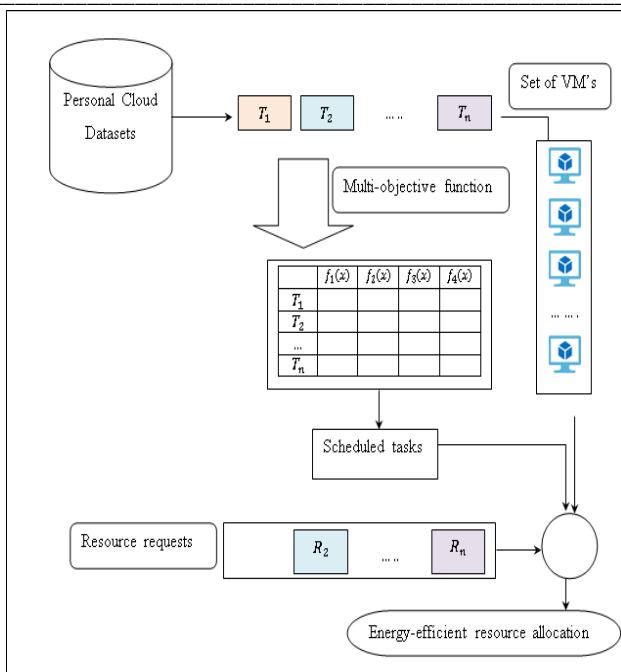 Personal Cloud
Datasets
T1 T2 ..... Tn
Set of VM's
Multi-objective function
f1(x) f2(x) f3(x) f4(x)
T1
T2
...
Tn
... ... .
Scheduled tasks
Resource requests
R2 ..... Rn
Energy-efficient resource allocation